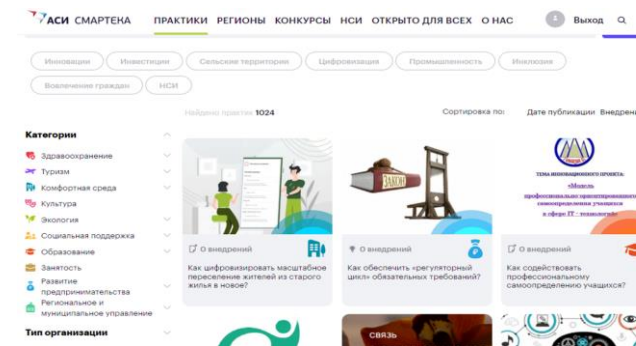 АСИ СМАРТЕКА ПРАКТИКИ РЕГИОНЫ КОНКУРСЫ НСИ ОТКРЫТО ДЛЯ ВСЕХ О НАС Выход
Инновации Инвестиции Сельские территории Цифровизация Промышленность Инклюзия
Вовлечение граждан НСИ
Найдено практик 1024 Сортировка по: Дате публикации Внедрени
Категории
Здравоохранение
Туризм
Комфортная среда
Культура
Экология
Социальная поддержка
Образование
Занятость
Развитие
предпринимательства
Региональное и
муниципальное управление
Тип организации
0 внедрений
Как цифровизировать масштабное
переселение жителей из старого
жилья в новое?
ЗАКОН
0 внедрений
Как обеспечить «регуляторный
цикл» обязательных требований?
ТЕМА ИННОВАЦИОННОГО ПРОЕКТА:
«Модель
профессионально ориентированного
самоопределения учащихся
в сфере IT - технологий»
0 внедрений
Как содействовать
профессиональному
самоопределению учащихся?
СВЯЗЬ